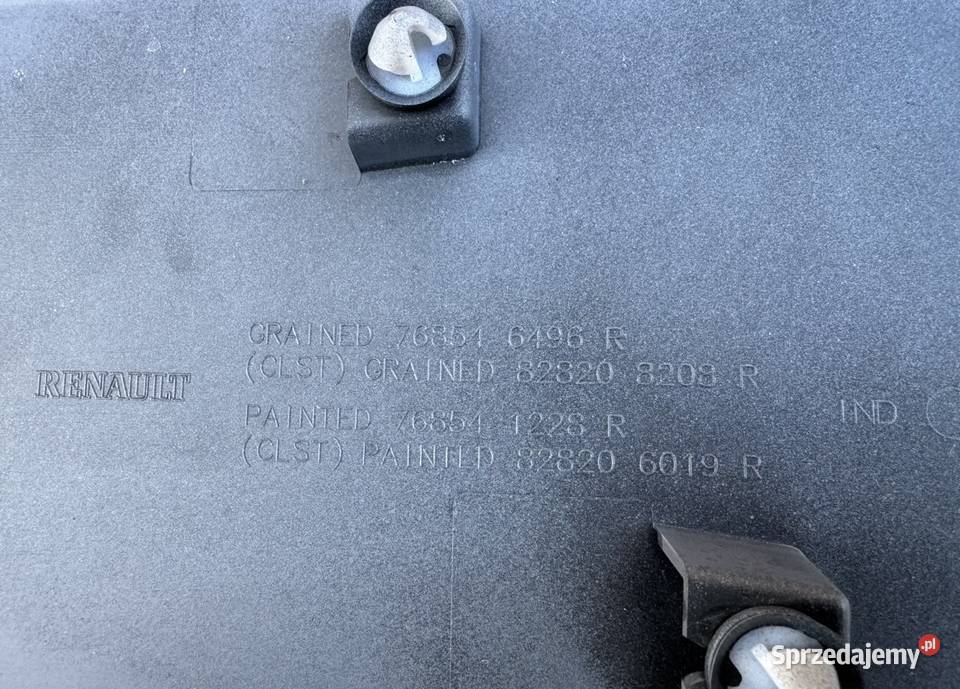 GRAINED 76854 6496 R
(CLST) GRAINED 82820 8208 R
RENAULT
PAINTED 76854 1228 R
(CLST) PAINTED 82820 6019 R
IND
Sprzedajemy.pl